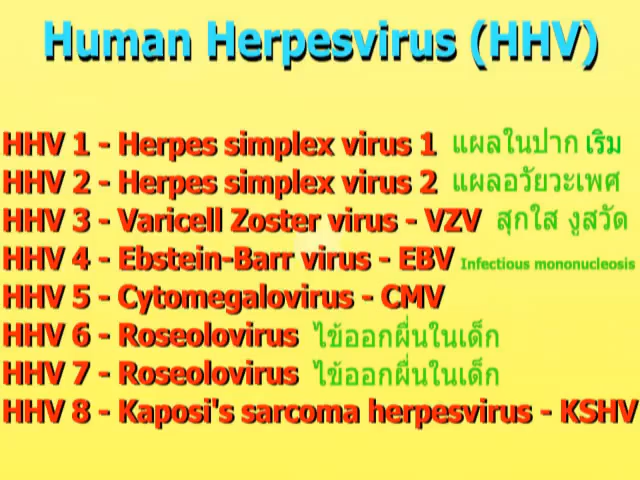 Human Herpesvirus (HHV)
HHV 1 - Herpes simplex virus 1 แผลในปาก เริม
HHV 2 - Herpes simplex virus 2 แผลอวัยวะเพศ
HHV 3 - Varicell Zoster virus - VZV สุกใส งูสวัด
HHV 4 - Ebstein-Barr virus - EBV Infectious mononucleosis
HHV 5 - Cytomegalovirus - CMV
HHV 6 - Roseolovirus ไข้ออกผื่นในเด็ก
HHV 7 - Roseolovirus ไข้ออกผื่นในเด็ก
HHV 8 - Kaposi's sarcoma herpesvirus - KSHV